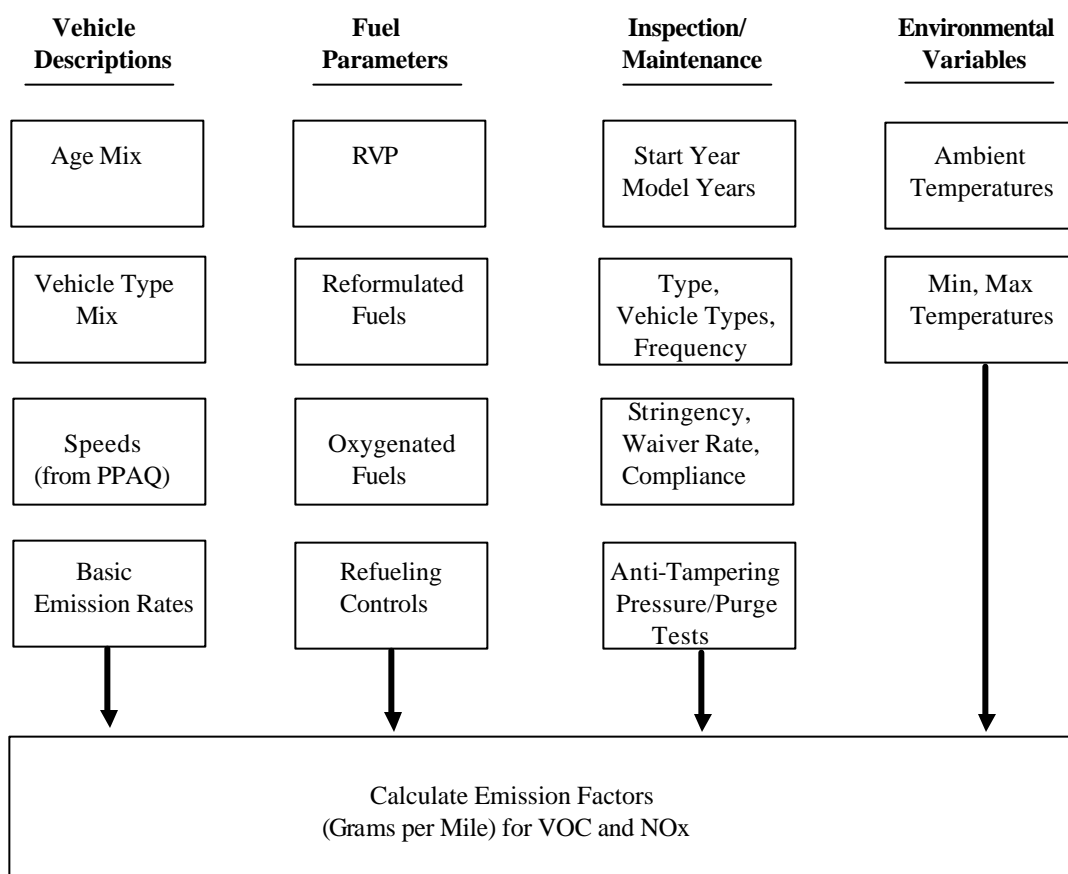 Vehicle
Descriptions
Fuel
Parameters
Inspection/
Maintenance
Environmental
Variables
Age Mix
RVP
Start Year
Model Years
Ambient
Temperatures
Vehicle Type
Mix
Reformulated
Fuels
Type,
Vehicle Types,
Frequency
Min, Max
Temperatures
Speeds
(from PPAQ)
Oxygenated
Fuels
Stringency,
Waiver Rate,
Compliance
Basic
Emission Rates
Refueling
Controls
Anti-Tampering
Pressure/Purge
Tests
Calculate Emission Factors
(Grams per Mile) for VOC and NOx